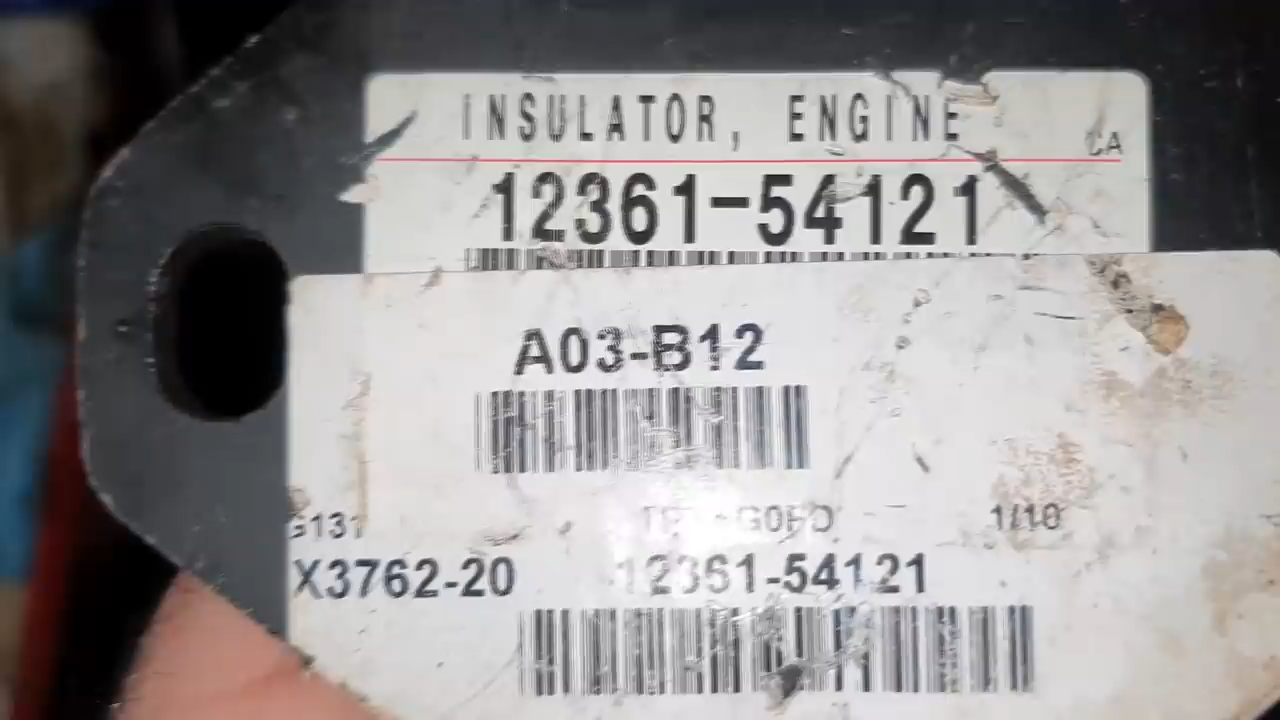 INSULATOR, ENGINE
CA
12361-54121
A03-B12
G131
1/10
X3762-20 12361-54121